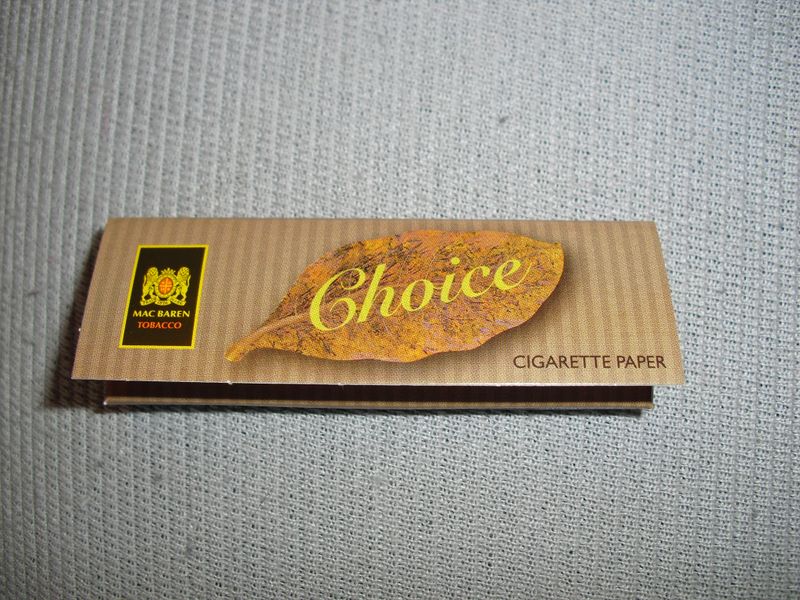 MAC BAREN
TOBACCO
Choice
CIGARETTE PAPER